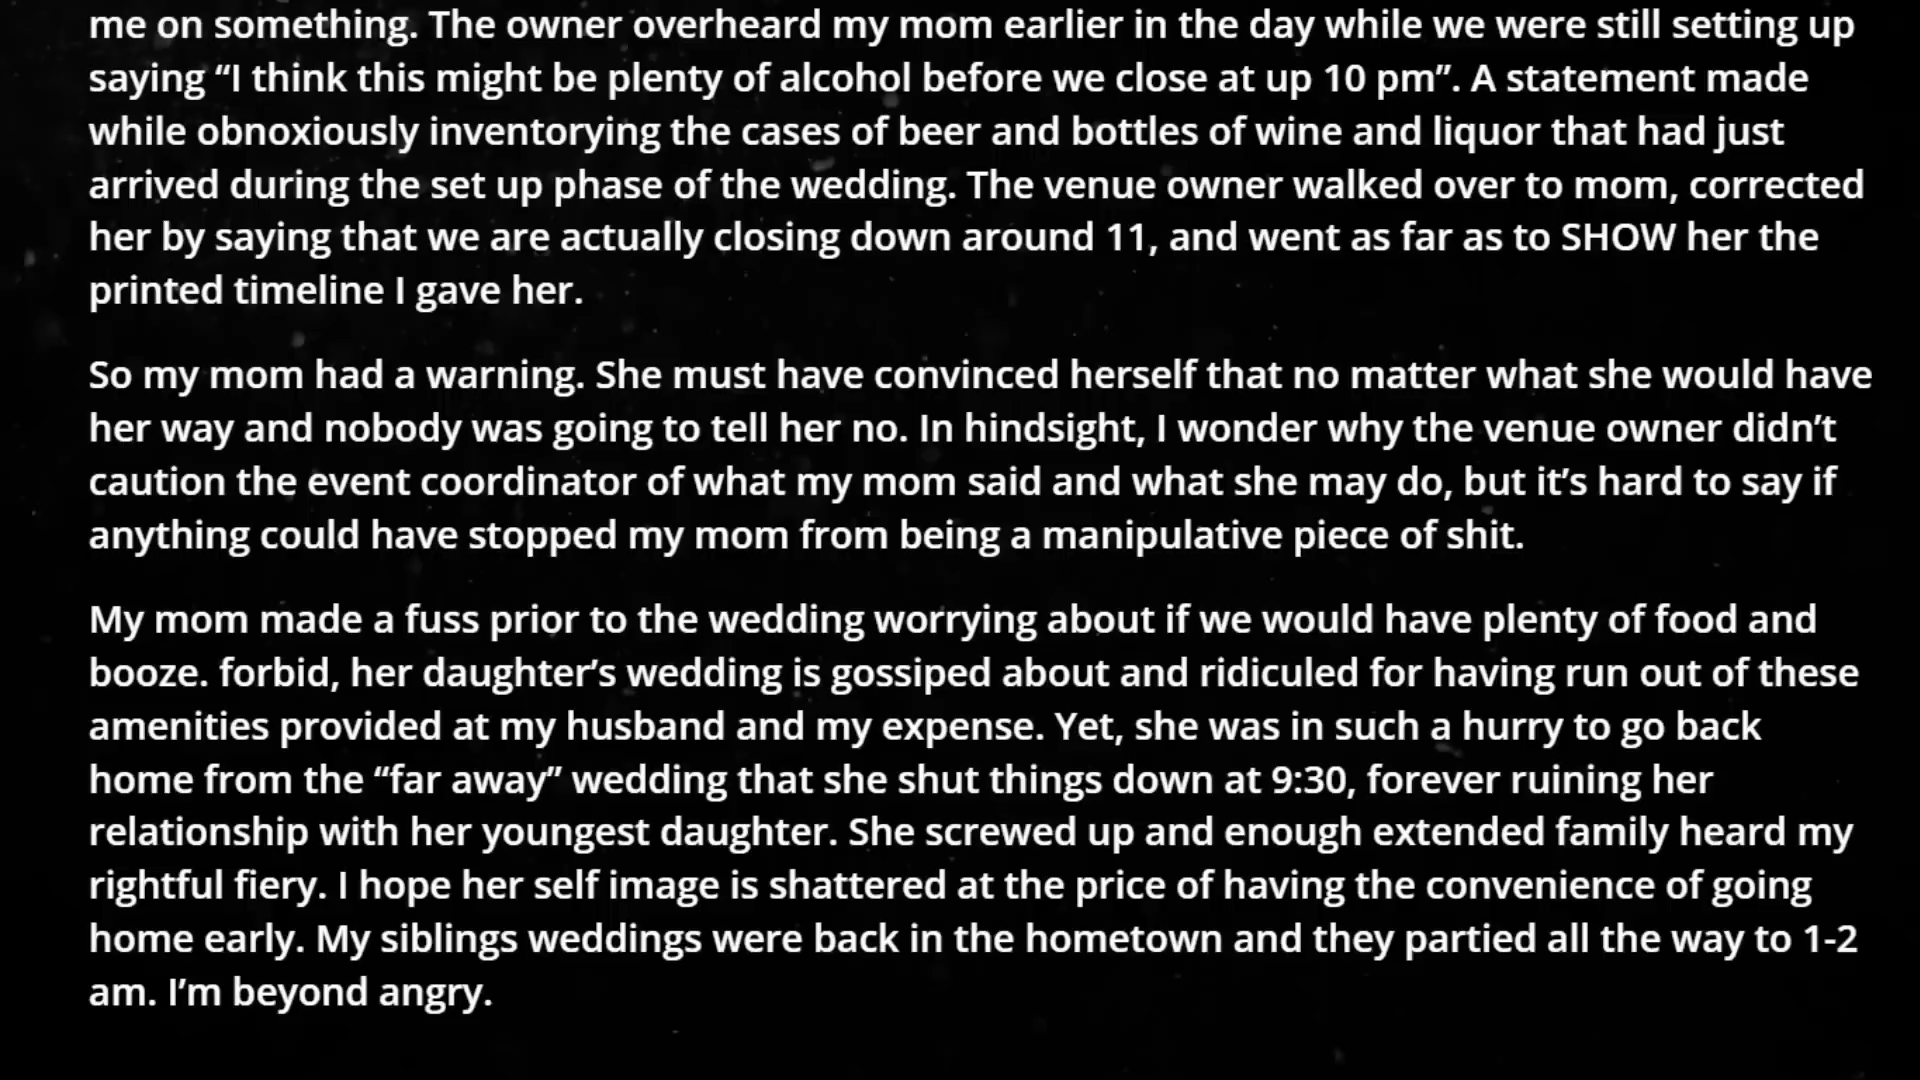 me on something. The owner overheard my mom earlier in the day while we were still setting up
saying “I think this might be plenty of alcohol before we close at up 10 pm”. A statement made
while obnoxiously inventorying the cases of beer and bottles of wine and liquor that had just
arrived during the set up phase of the wedding. The venue owner walked over to mom, corrected
her by saying that we are actually closing down around 11, and went as far as to SHOW her the
printed timeline I gave her.
So my mom had a warning. She must have convinced herself that no matter what she would have
her way and nobody was going to tell her no. In hindsight, I wonder why the venue owner didn’t
caution the event coordinator of what my mom said and what she may do, but it’s hard to say if
anything could have stopped my mom from being a manipulative piece of shit.
My mom made a fuss prior to the wedding worrying about if we would have plenty of food and
booze. forbid, her daughter’s wedding is gossiped about and ridiculed for having run out of these
amenities provided at my husband and my expense. Yet, she was in such a hurry to go back
home from the “far away” wedding that she shut things down at 9:30, forever ruining her
relationship with her youngest daughter. She screwed up and enough extended family heard my
rightful fiery. I hope her self image is shattered at the price of having the convenience of going
home early. My siblings weddings were back in the hometown and they partied all the way to 1-2
am. I’m beyond angry.